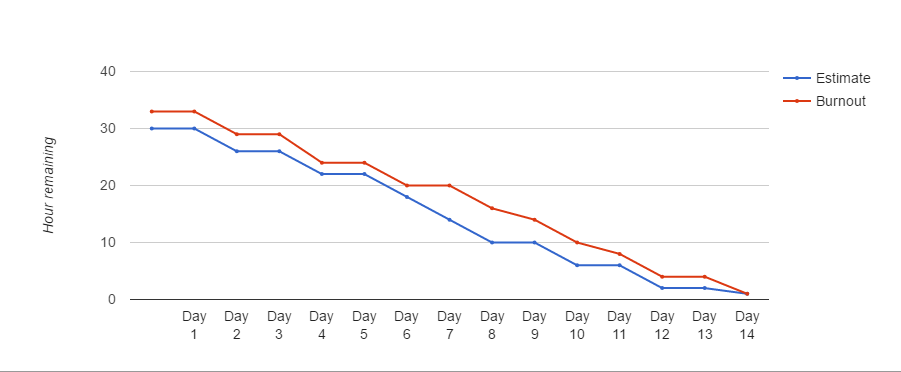 40
30
20
10
0
Hour remaining
Estimate
Burnout
Day Day Day Day Day Day Day Day Day Day Day Day Day Day
1 2 3 4 5 6 7 8 9 10 11 12 13 14